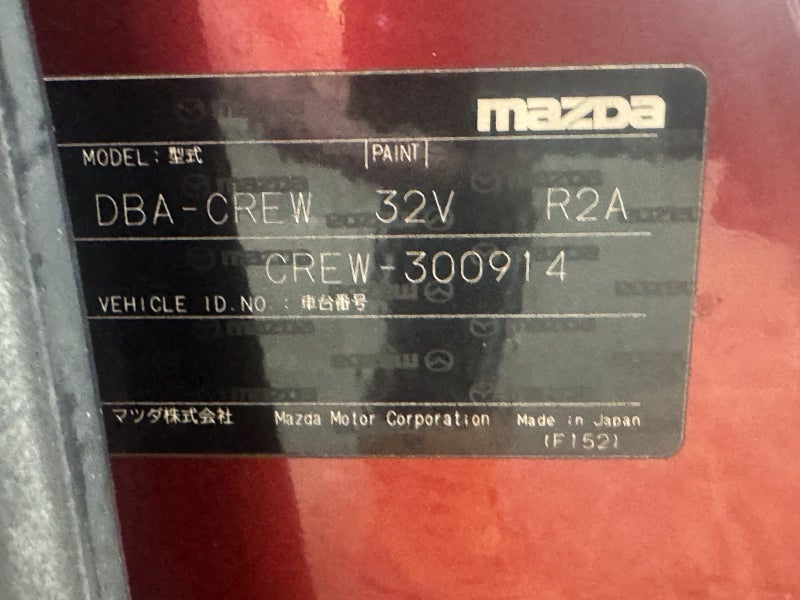 mazda
MODEL: 型式 PAINT
DBA-CREW 32V R2A
CREW-300914
VEHICLE ID.NO.: 車台番号
マツダ株式会社 Mazda Motor Corporation Made in Japan
(F152)